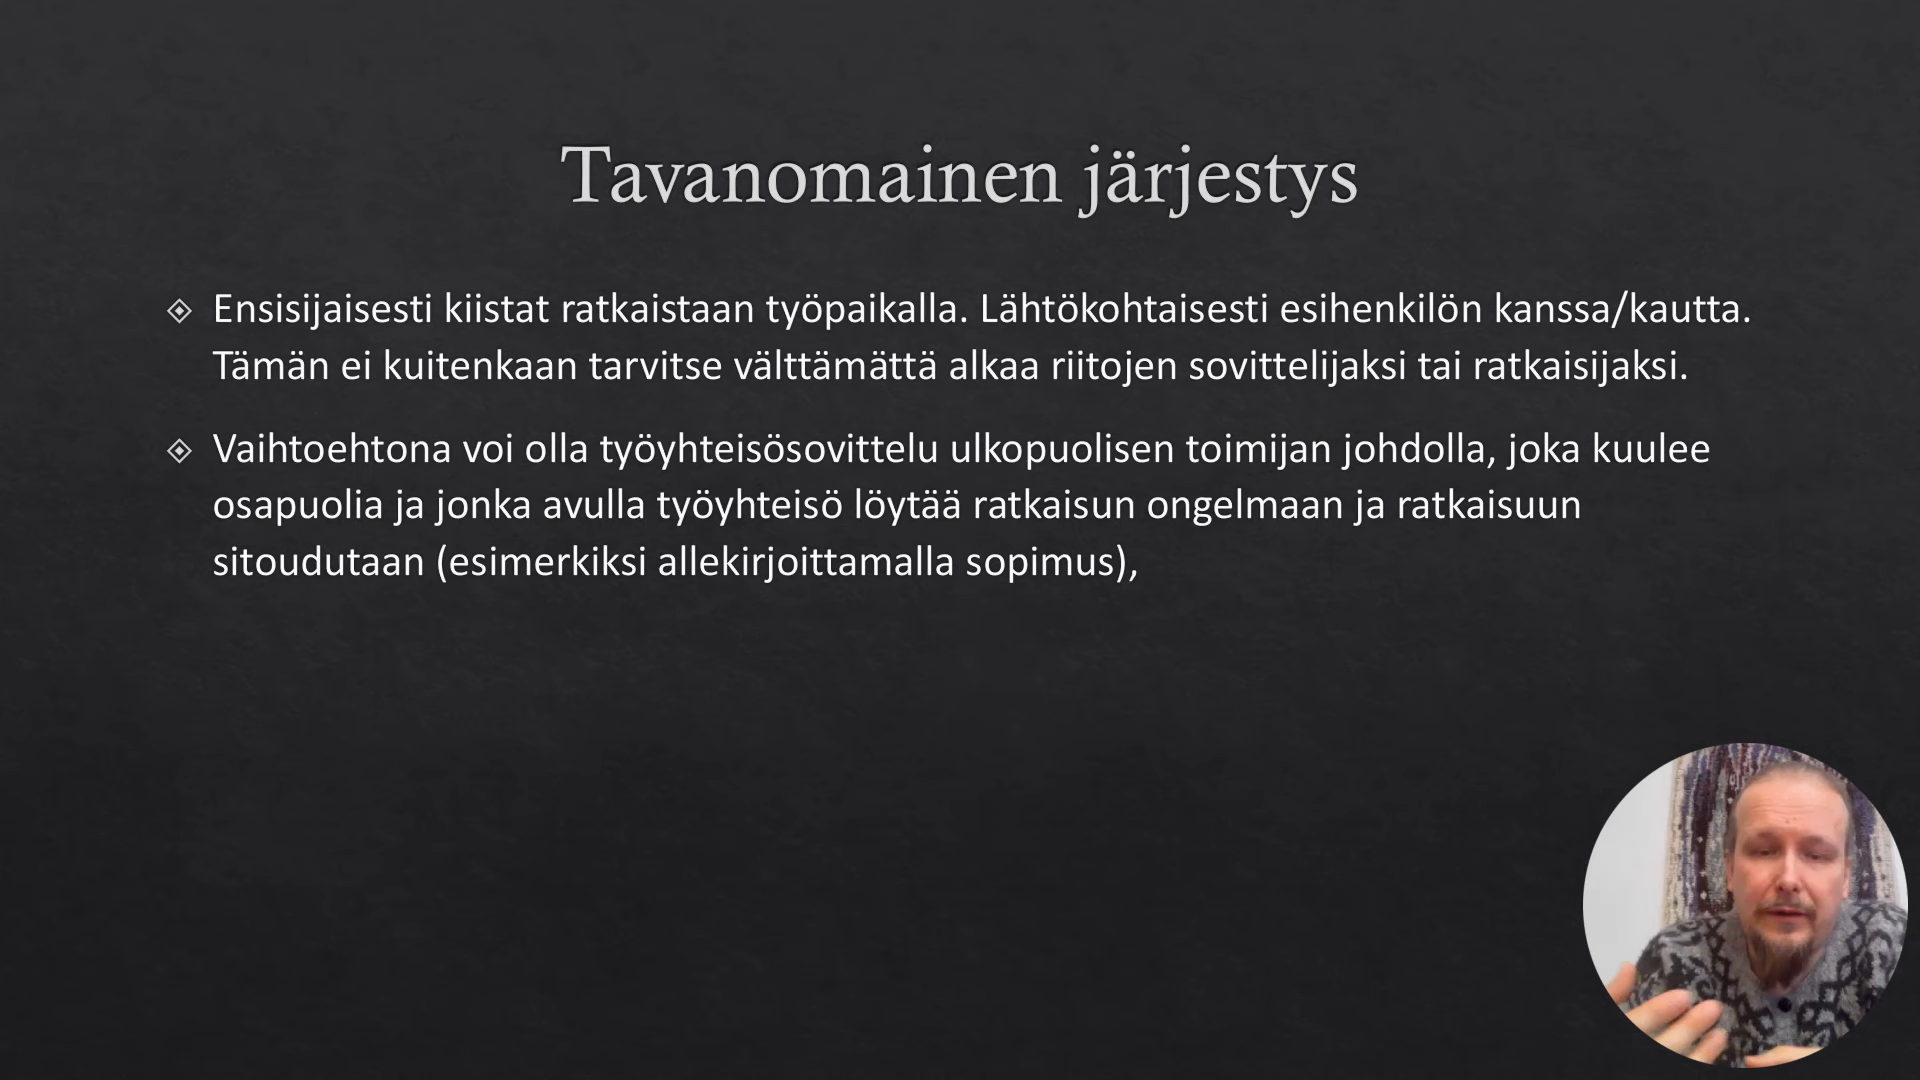 Tavanomainen järjestys
Ensisijaisesti kiistat ratkaistaan työpaikalla. Lähtökohtaisesti esihenkilön kanssa/kautta.
Tämän ei kuitenkaan tarvitse välttämättä alkaa riitojen sovittelijaksi tai ratkaisijaksi.
Vaihtoehtona voi olla työyhteisösovittelu ulkopuolisen toimijan johdolla, joka kuulee
osapuolia ja jonka avulla työyhteisö löytää ratkaisun ongelmaan ja ratkaisuun
sitoudutaan (esimerkiksi allekirjoittamalla sopimus),